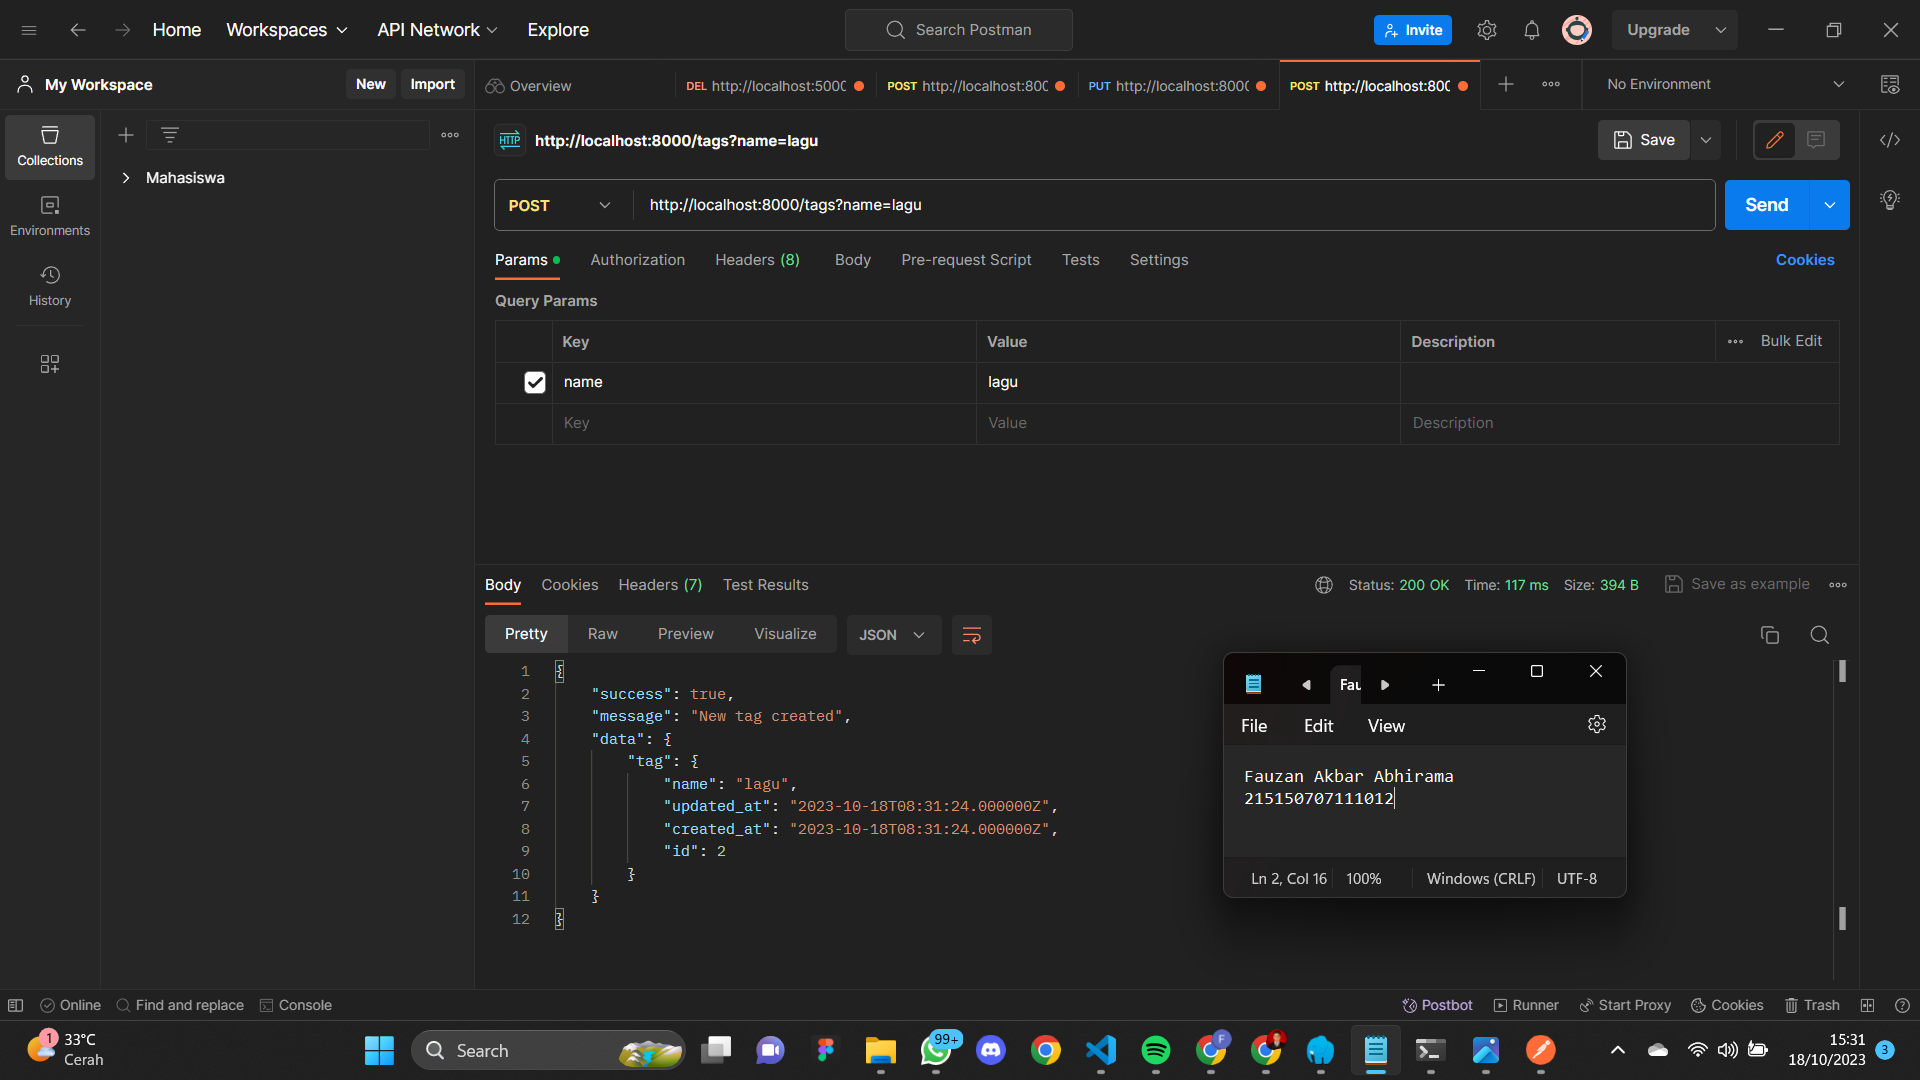 Home Workspaces API Network Explore Search Postman Invite Upgrade
My Workspace New Import Overview DEL http://localhost:5000 POST http://localhost:800 PUT http://localhost:8000 POST http://localhost:800 No Environment
Collections
Environments
History
Mahasiswa
HTTP http://localhost:8000/tags?name=lagu Save
POST http://localhost:8000/tags?name=lagu Send
Params Authorization Headers (8) Body Pre-request Script Tests Settings Cookies
Query Params
Key Value Description Bulk Edit
name lagu
Key Value Description
Body Cookies Headers (7) Test Results Status: 200 OK Time: 117 ms Size: 394 B Save as example
Pretty Raw Preview Visualize JSON
1 {
2 "success": true,
3 "message": "New tag created",
4 "data": {
5 "tag": {
6 "name": "lagu",
7 "updated_at": "2023-10-18T08:31:24.000000Z",
8 "created_at": "2023-10-18T08:31:24.000000Z",
9 "id": 2
10 }
11 }
12 }
Fau
File Edit View
Fauzan Akbar Abhirama
215150707111012
Ln 2, Col 16 100% Windows (CRLF) UTF-8
Online Find and replace Console Postbot Runner Start Proxy Cookies Trash
1 33°C
Cerah
Search
99+
F
15:31
18/10/2023
3